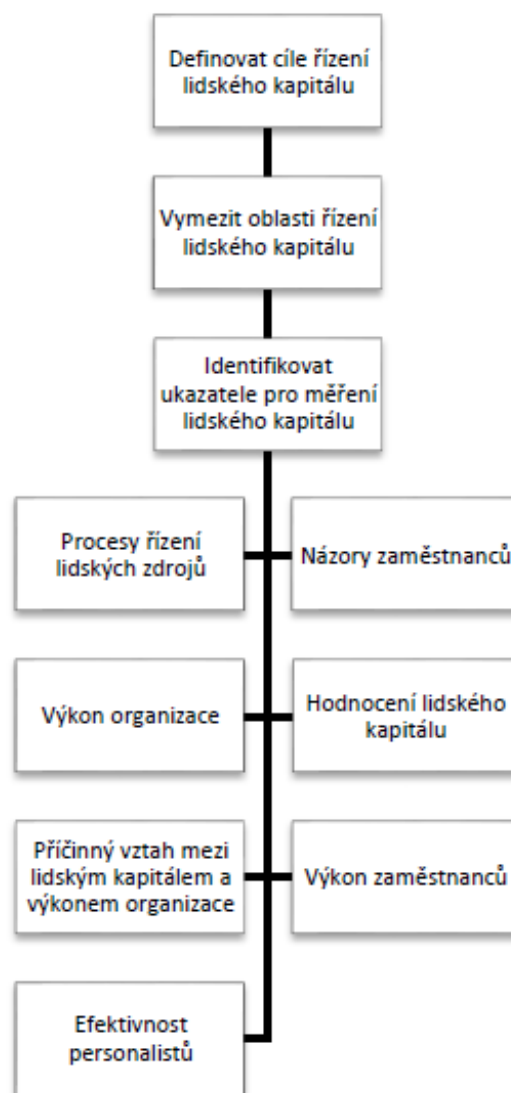 Definovat cíle řízení
lidského kapitálu
Vymezit oblasti řízení
lidského kapitálu
Identifikovat
ukazatele pro měření
lidského kapitálu
Procesy řízení
lidských zdrojů
Názory zaměstnanců
Výkon organizace
Hodnocení lidského
kapitálu
Příčinný vztah mezi
lidským kapitálem a
výkonem organizace
Výkon zaměstnanců
Efektivnost
personalistů